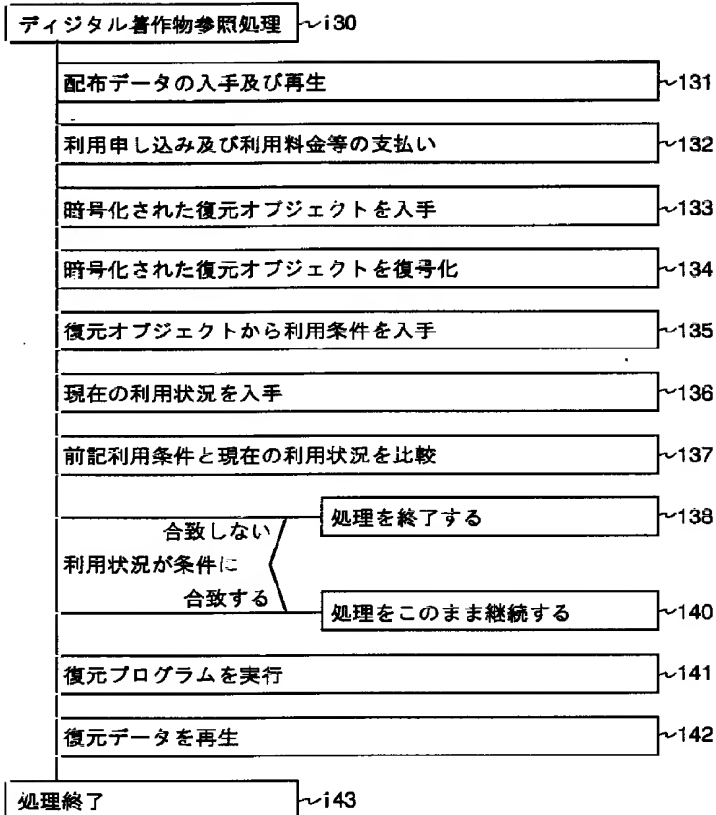 ディジタル著作物参照処理 ~i30
配布データの入手及び再生 ~131
利用申し込み及び利用料金等の支払い ~132
暗号化された復元オブジェクトを入手 ~133
暗号化された復元オブジェクトを復号化 ~134
復元オブジェクトから利用条件を入手 ~135
現在の利用状況を入手 ~136
前記利用条件と現在の利用状況を比較 ~137
合致しない 処理を終了する ~138
利用状況が条件に
合致する 処理をこのまま継続する ~140
復元プログラムを実行 ~141
復元データを再生 ~142
処理終了 ~i43